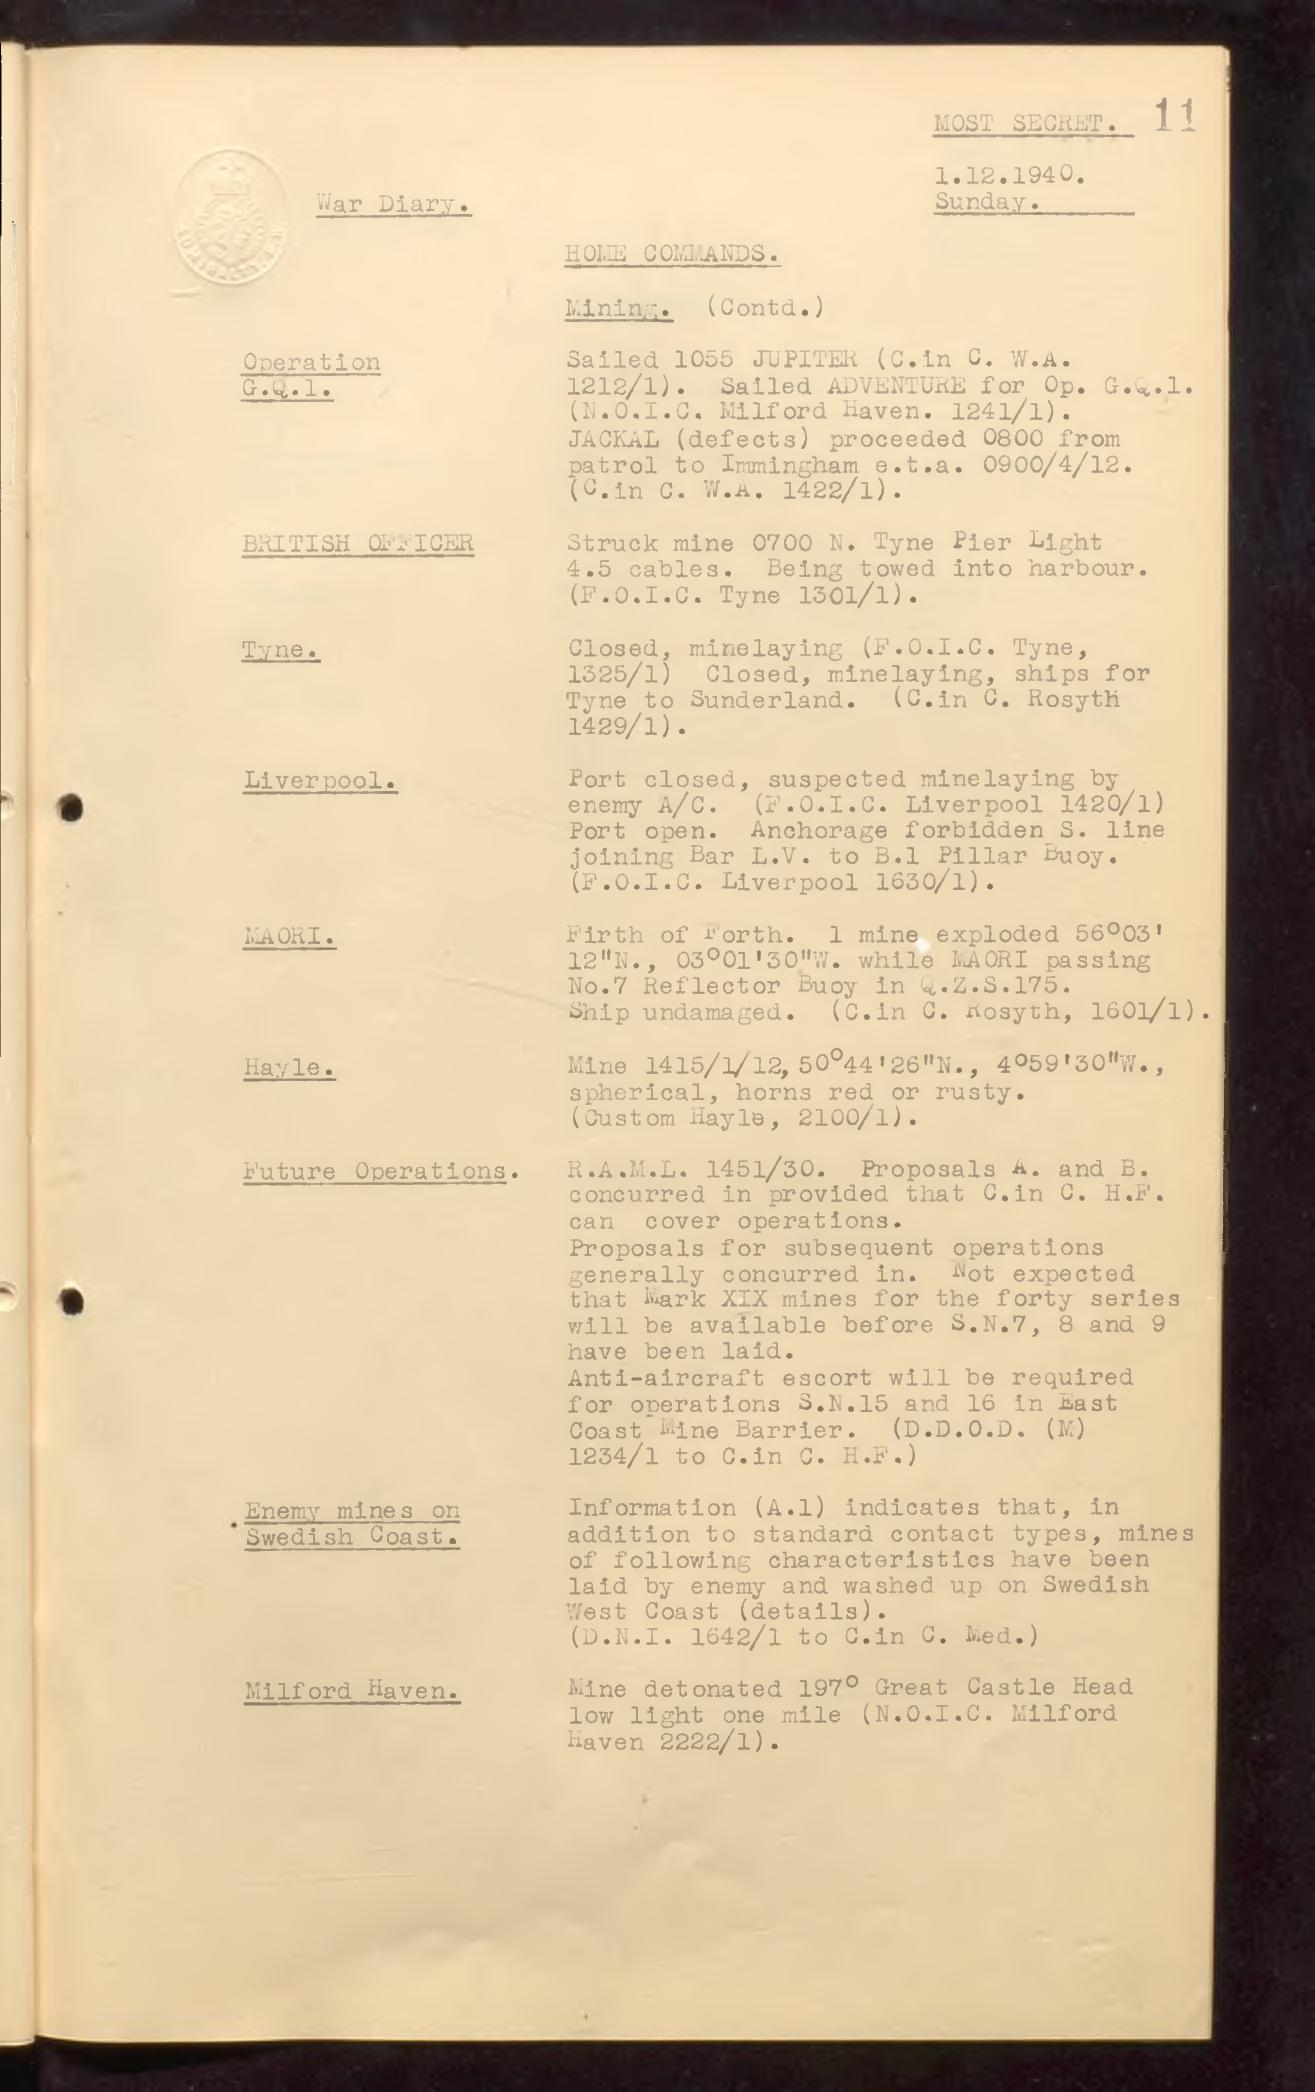 MOST SECRET. 11
1.12.1940.
Sunday.
War Diary.
HOME COMMANDS.
Mining. (Contd.)
Operation
G.Q.1.
Sailed 1055 JUPITER (C.in C. W.A.
1212/1). Sailed ADVENTURE for Op. G.Q.1.
(N.O.I.C. Milford Haven. 1241/1).
JACKAL (defects) proceeded 0800 from
patrol to Immingham e.t.a. 0900/4/12.
(C.in C. W.A. 1422/1).
BRITISH OFFICER
Struck mine 0700 N. Tyne Pier Light
4.5 cables. Being towed into harbour.
(F.O.I.C. Tyne 1301/1).
Tyne.
Closed, minelaying (F.O.I.C. Tyne,
1325/1) Closed, minelaying, ships for
Tyne to Sunderland. (C.in C. Rosyth
1429/1).
Liverpool.
Port closed, suspected minelaying by
enemy A/C. (F.O.I.C. Liverpool 1420/1)
Port open. Anchorage forbidden S. line
joining Bar L.V. to B.1 Pillar Buoy.
(F.O.I.C. Liverpool 1630/1).
MAORI.
Firth of Forth. 1 mine exploded 56°03'
12"N., 03°01'30"W. while MAORI passing
No.7 Reflector Buoy in Q.Z.S.175.
Ship undamaged. (C.in C. Rosyth, 1601/1).
Hayle.
Mine 1415/1/12, 50°44'26"N., 4°59'30"W.,
spherical, horns red or rusty.
(Custom Hayle, 2100/1).
Future Operations.
R.A.M.L. 1451/30. Proposals A. and B.
concurred in provided that C.in C. H.F.
can cover operations.
Proposals for subsequent operations
generally concurred in. Not expected
that Mark XIX mines for the forty series
will be available before S.N.7, 8 and 9
have been laid.
Anti-aircraft escort will be required
for operations S.N.15 and 16 in East
Coast Mine Barrier. (D.D.O.D. (M)
1234/1 to C.in C. H.F.)
Enemy mines on
Swedish Coast.
Information (A.1) indicates that, in
addition to standard contact types, mines
of following characteristics have been
laid by enemy and washed up on Swedish
West Coast (details).
(D.N.I. 1642/1 to C.in C. Med.)
Milford Haven.
Mine detonated 197° Great Castle Head
low light one mile (N.O.I.C. Milford
Haven 2222/1).